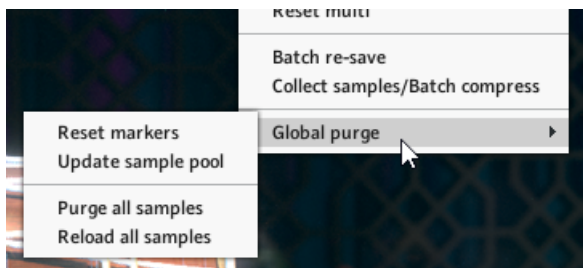 Reset multi
Batch re-save
Collect samples/Batch compress
Global purge
Reset markers
Update sample pool
Purge all samples
Reload all samples